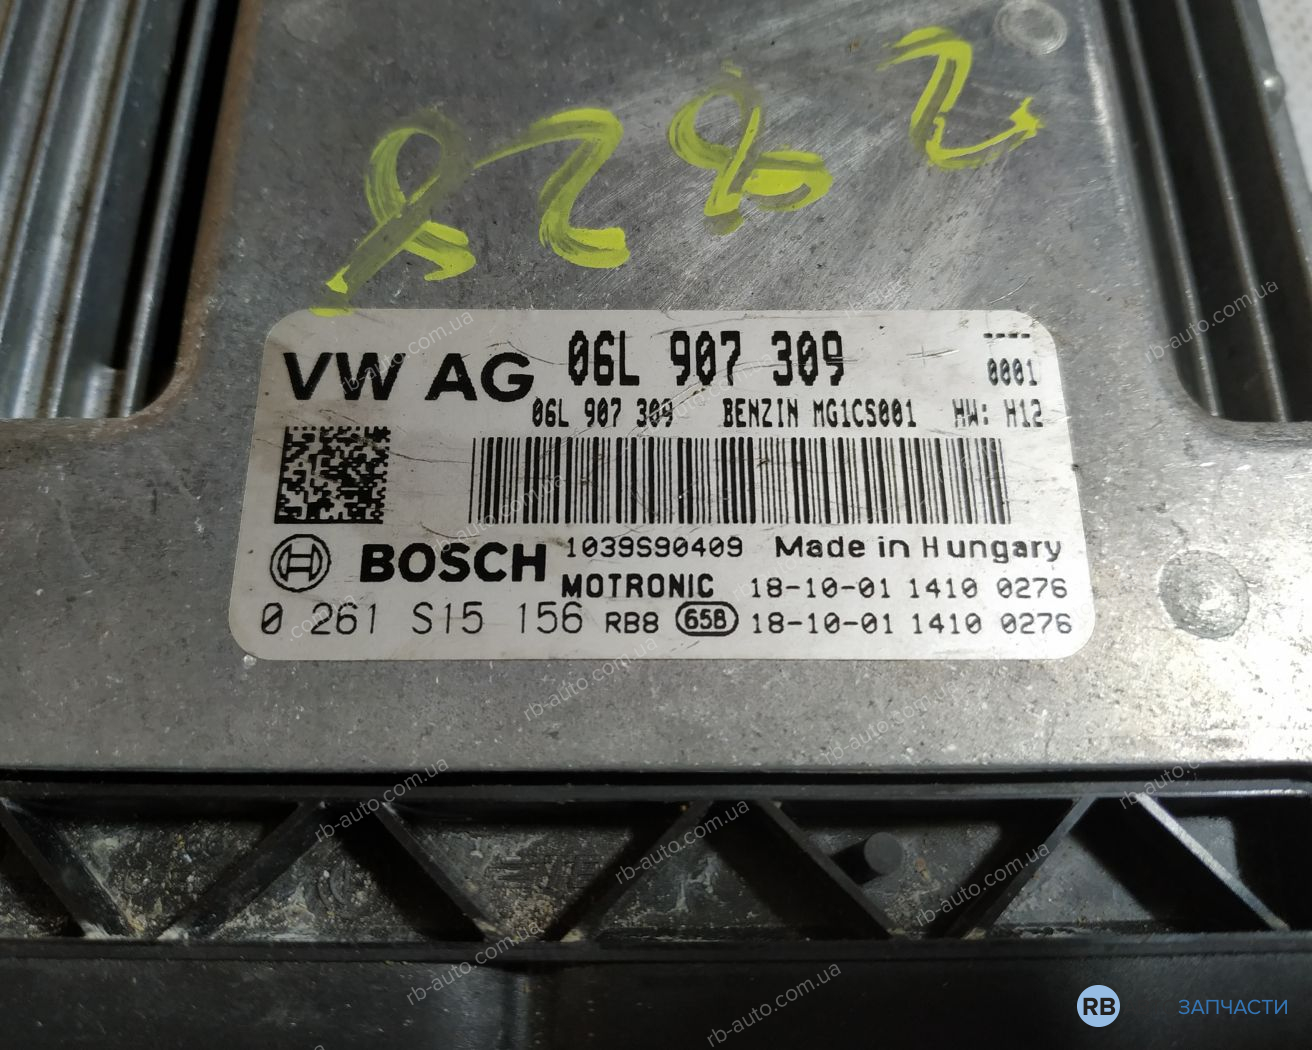 8282
VW AG 06L 907 309 ----
0001
06L 907 309 BENZIN MG1CS001 HW: H12
BOSCH 1039S90409 Made in Hungary
MOTRONIC 18-10-01 1410 0276
0 261 S15 156 RB8 658 18-10-01 1410 0276
rb-auto.com.ua
RB ЗАПЧАСТИ